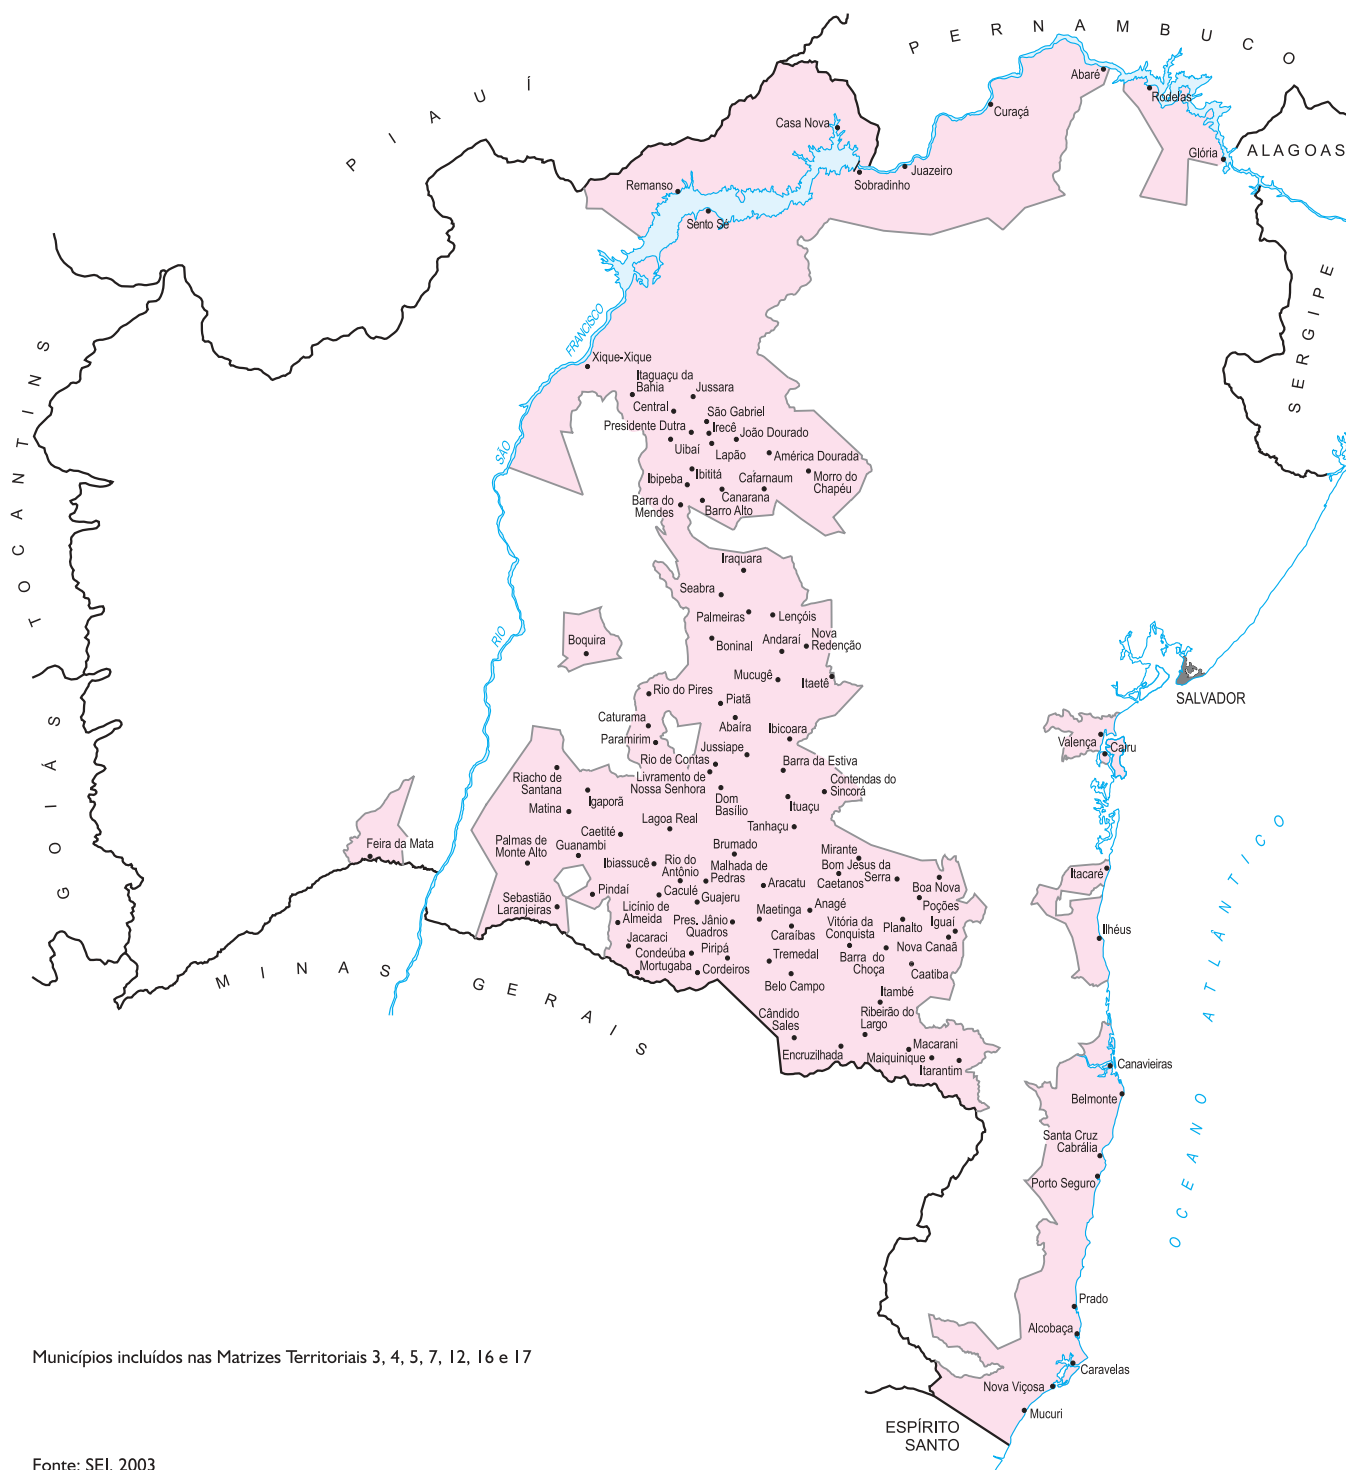 PERNAMBUCO
PIAUÍ
Abaré
Rodelas
Curaçá
Casa Nova
Glória
ALAGOAS
Juazeiro
Sobradinho
Remanso
Sento Sé
SERGIPE
TOCANTINS
FRANCISCO
SÃO
RIO
Xique-Xique
Itaguaçu da
Bahia
Jussara
Central
São Gabriel
Presidente Dutra
Irecê
João Dourado
Uibaí
Lapão
América Dourada
Ibipeba
Ibititá
Cafarnaum
Morro do
Chapéu
Canarana
Barra do
Mendes
Barro Alto
Iraquara
Seabra
Palmeiras
Lençóis
Boquira
Boninal
Andaraí
Nova
Redenção
Mucugê
Itaetê
Rio do Pires
Piatã
SALVADOR
Caturama
Abaíra
Paramirim
Ibicoara
Valença
Cairu
Jussiape
Rio de Contas
Barra da Estiva
Livramento de
Nossa Senhora
Contendas do
Sincorá
Riacho de
Santana
Igaporã
Dom
Basílio
Ituaçu
Matina
Lagoa Real
Tanhaçu
GOIÁS
Feira da Mata
Palmas de
Monte Alto
Caetité
Guanambi
Brumado
Mirante
Ibiassucê
Rio do
Antônio
Malhada de
Pedras
Bom Jesus da
Serra
Caetanos
Itacaré
Boa Nova
Pindaí
Caculé
Aracatu
Sebastião
Laranjeiras
Guajeru
Poções
Licínio de
Almeida
Maetinga
Anagé
Planalto
Iguaí
Pres. Jânio
Quadros
Caraíbas
Vitória da
Conquista
Ilhéus
Jacaraci
Nova Canaã
Condeúba
Piripá
Tremedal
Barra do
Choça
Mortugaba
Cordeiros
Caatiba
Belo Campo
MINAS GERAIS
Itambé
Cândido
Sales
Ribeirão do
Largo
Encruzilhada
Macarani
Maiquinique
Itarantim
Canavieiras
Belmonte
OCEANO ATLÂNTICO
Santa Cruz
Cabrália
Porto Seguro
Prado
Alcobaça
Caravelas
Nova Viçosa
Mucuri
ESPÍRITO
SANTO
Municípios incluídos nas Matrizes Territoriais 3, 4, 5, 7, 12, 16 e 17
Fonte: SEI, 2003